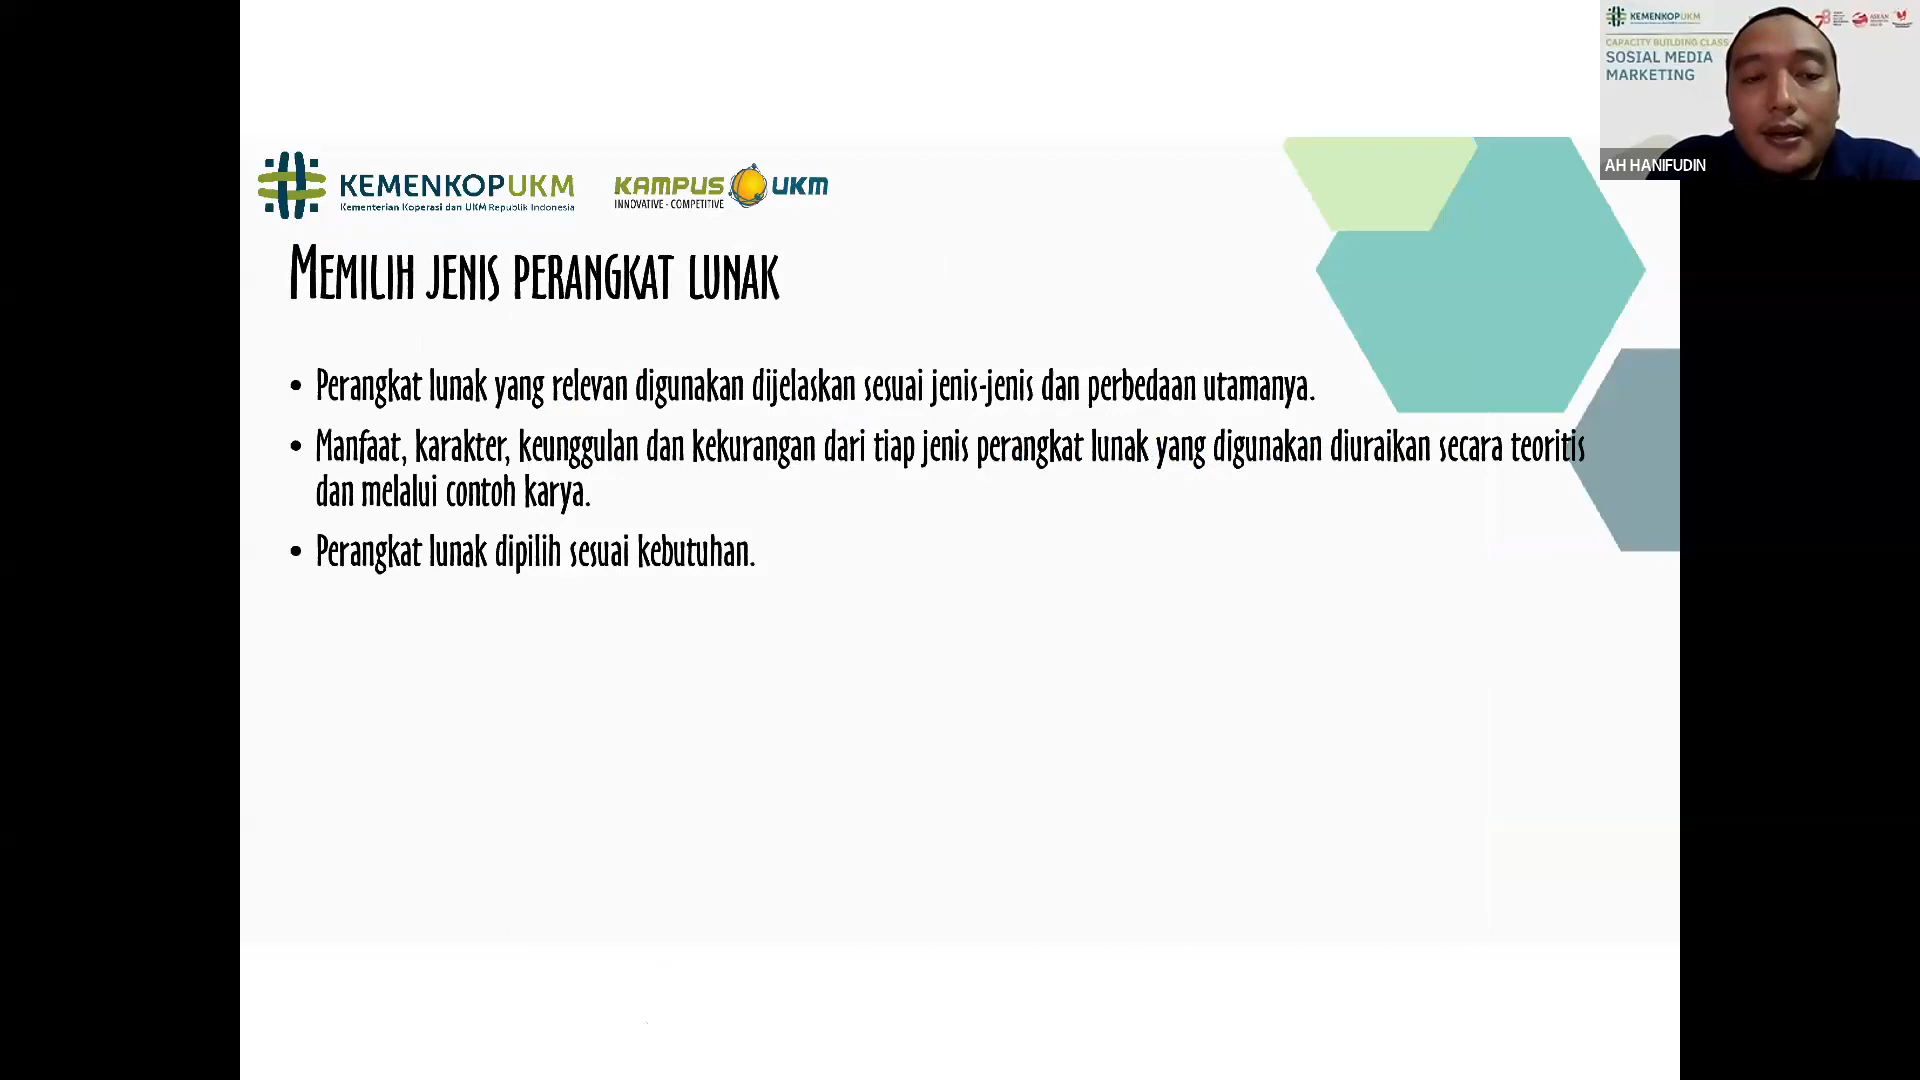 KEMENKOPUKM
CAPACITY BUILDING CLASS
SOSIAL MEDIA
MARKETING
ASEAN
AH HANIFUDIN
KEMENKOPUKM
Kementerian Koperasi dan UKM Republik Indonesia
KAMPUS UKM
INNOVATIVE - COMPETITIVE
MEMILIH JENIS PERANGKAT LUNAK
• Perangkat lunak yang relevan digunakan dijelaskan sesuai jenis-jenis dan perbedaan utamanya.
• Manfaat, karakter, keunggulan dan kekurangan dari tiap jenis perangkat lunak yang digunakan diuraikan secara teoritis
dan melalui contoh karya.
• Perangkat lunak dipilih sesuai kebutuhan.